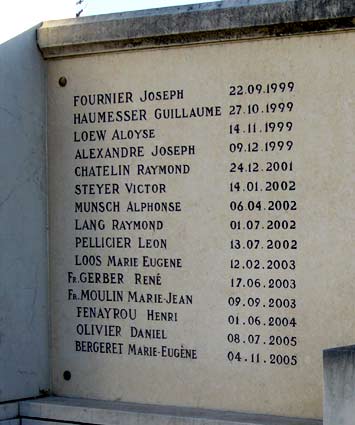 FOURNIER JOSEPH 22.09.1999
HAUMESSER GUILLAUME 27.10.1999
LOEW ALOYSE 14.11.1999
ALEXANDRE JOSEPH 09.12.1999
CHATELIN RAYMOND 24.12.2001
STEYER VICTOR 14.01.2002
MUNSCH ALPHONSE 06.04.2002
LANG RAYMOND 01.07.2002
PELLICIER LEON 13.07.2002
LOOS MARIE EUGENE 12.02.2003
FR. GERBER RENÉ 17.06.2003
FR. MOULIN MARIE-JEAN 09.09.2003
FENAYROU HENRI 01.06.2004
OLIVIER DANIEL 08.07.2005
BERGERET MARIE-EUGÈNE 04.11.2005